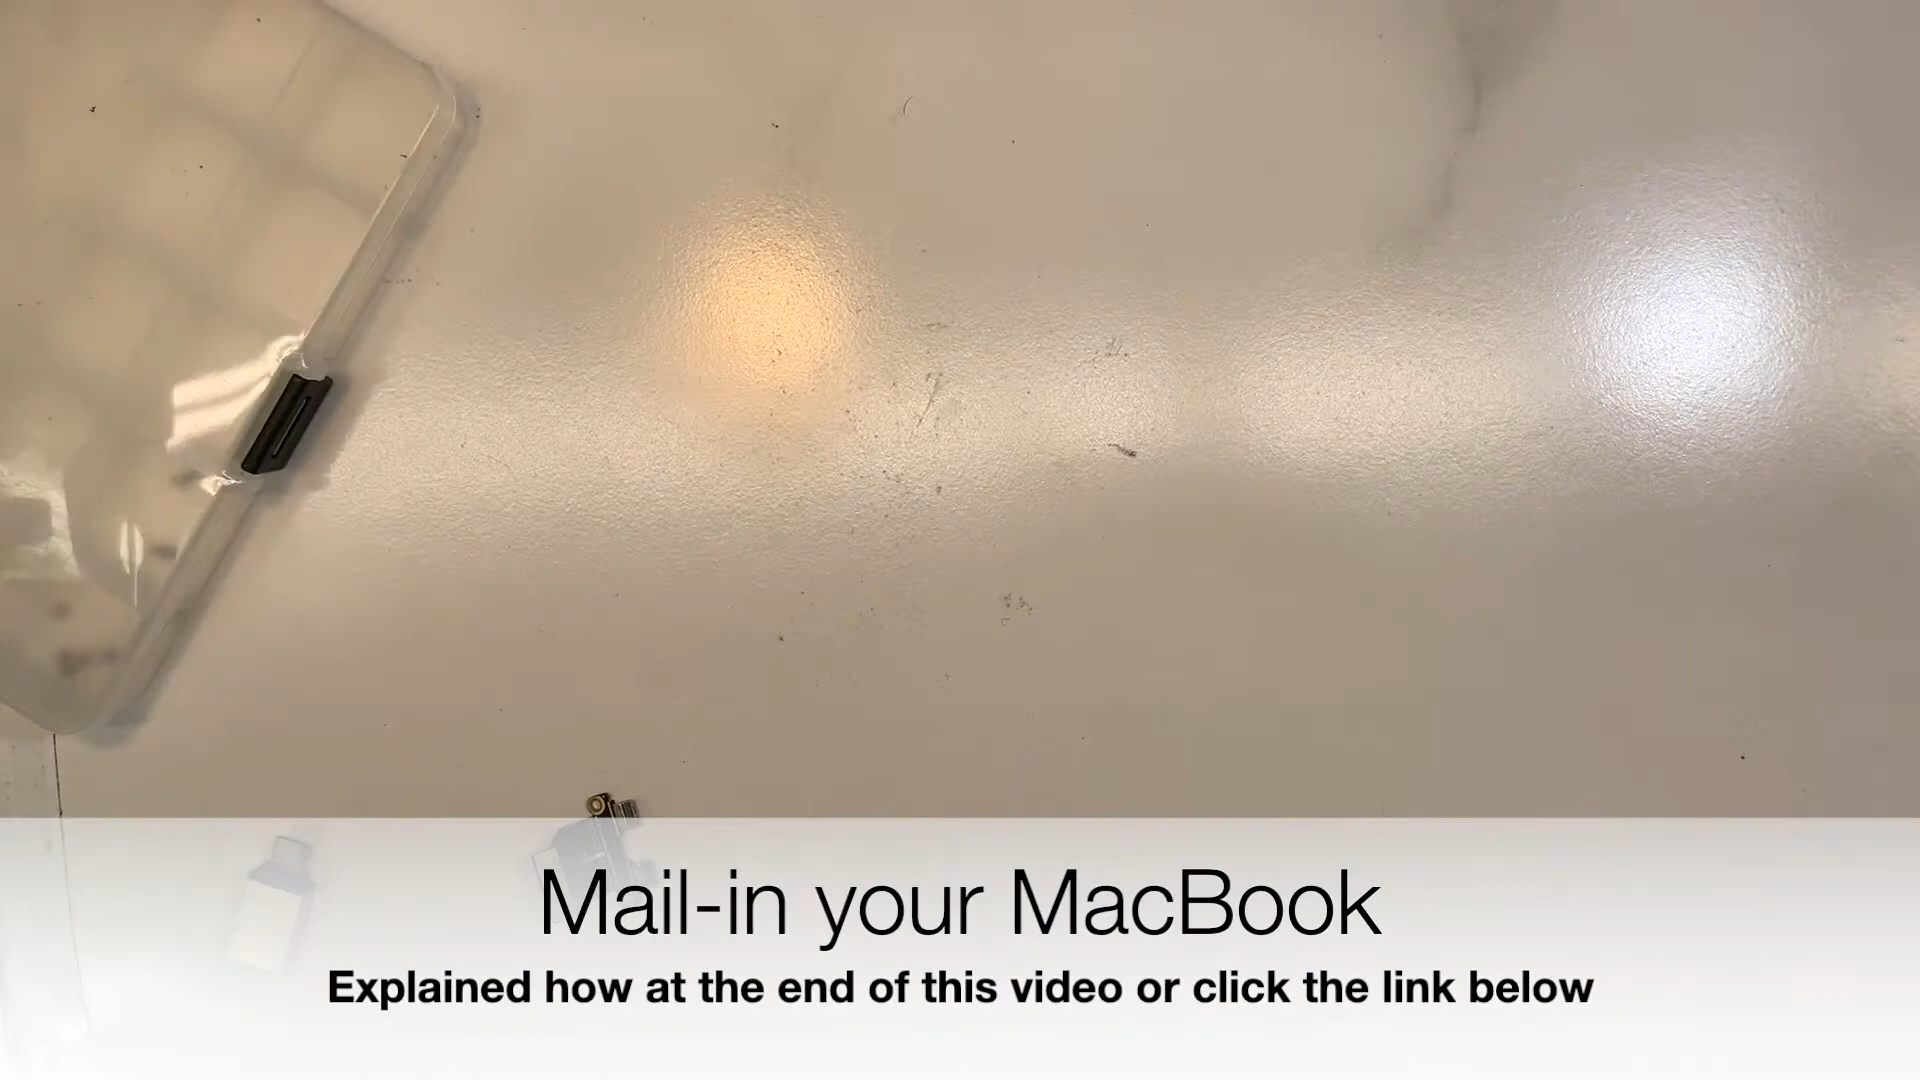 Mail-in your MacBook
Explained how at the end of this video or click the link below